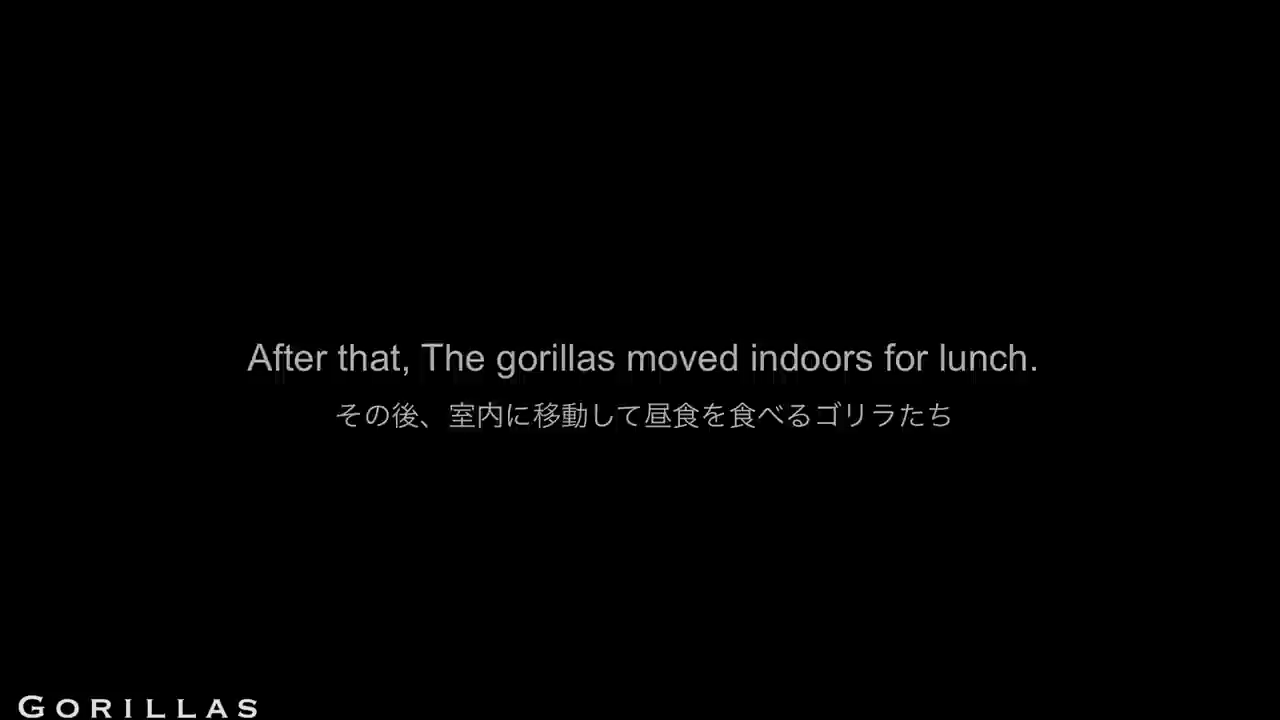 After that, The gorillas moved indoors for lunch.
その後、室内に移動して昼食を食べるゴリラたち
GORILLAS